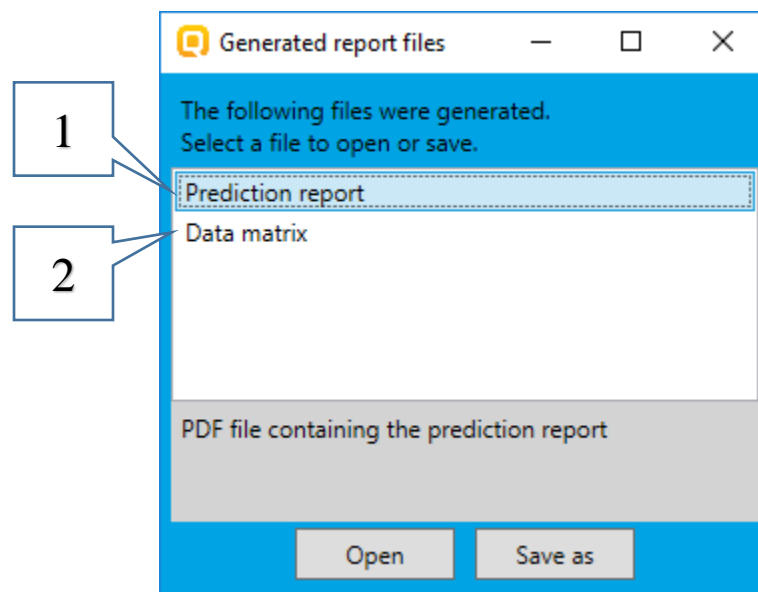 Generated report files
The following files were generated.
Select a file to open or save.
1
Prediction report
2
Data matrix
PDF file containing the prediction report
Open
Save as